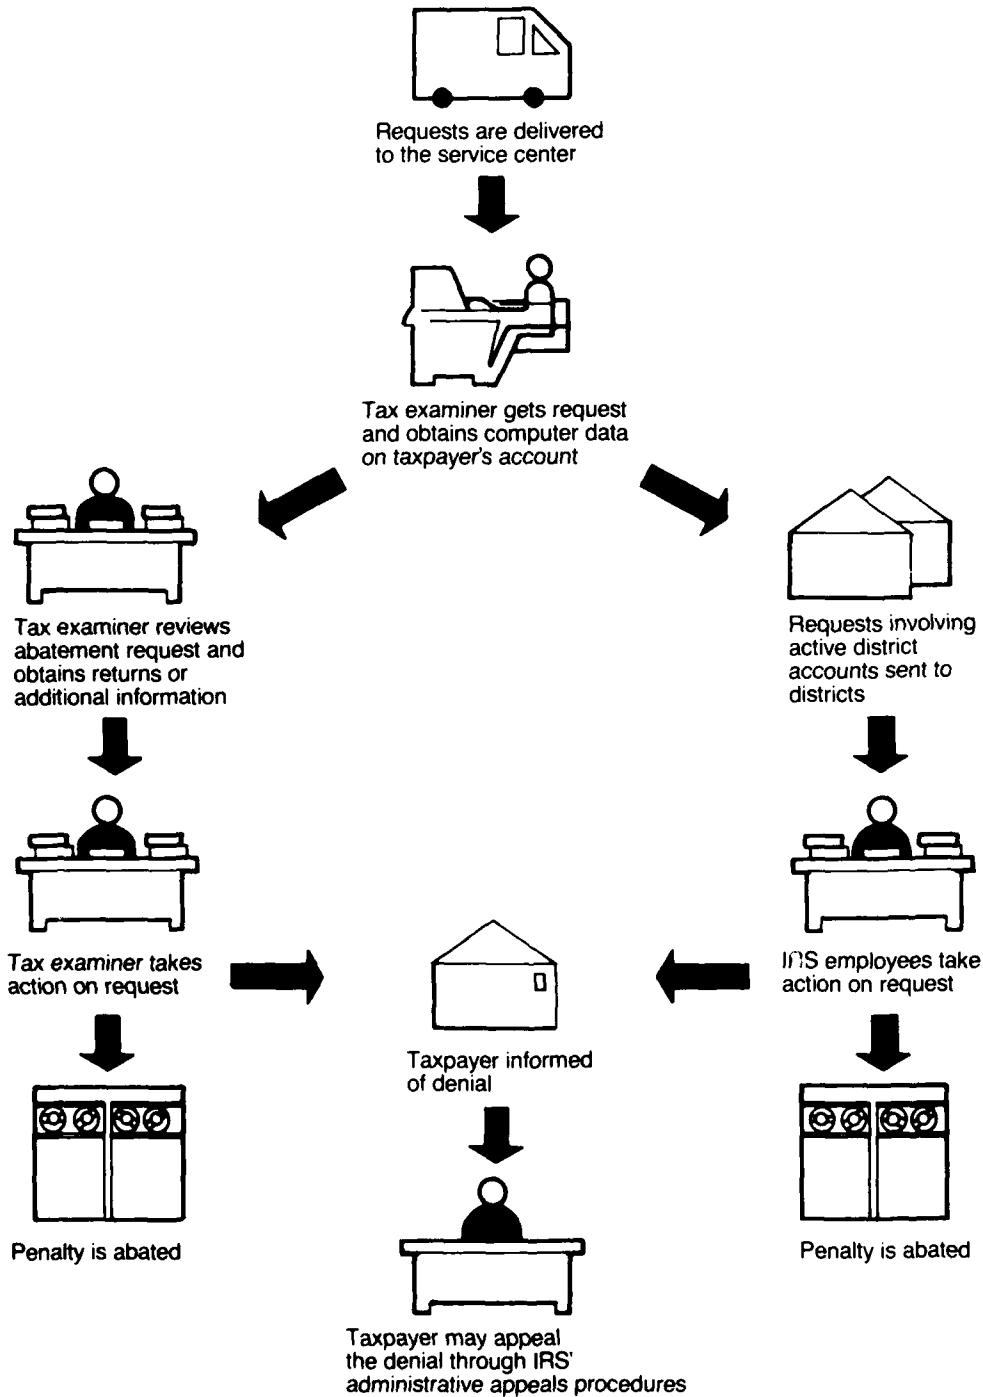 Requests are delivered
to the service center
Tax examiner gets request
and obtains computer data
on taxpayer's account
Tax examiner reviews
abatement request and
obtains returns or
additional information
Requests involving
active district
accounts sent to
districts
Tax examiner takes
action on request
IRS employees take
action on request
Taxpayer informed
of denial
Penalty is abated
Penalty is abated
Taxpayer may appeal
the denial through IRS'
administrative appeals procedures